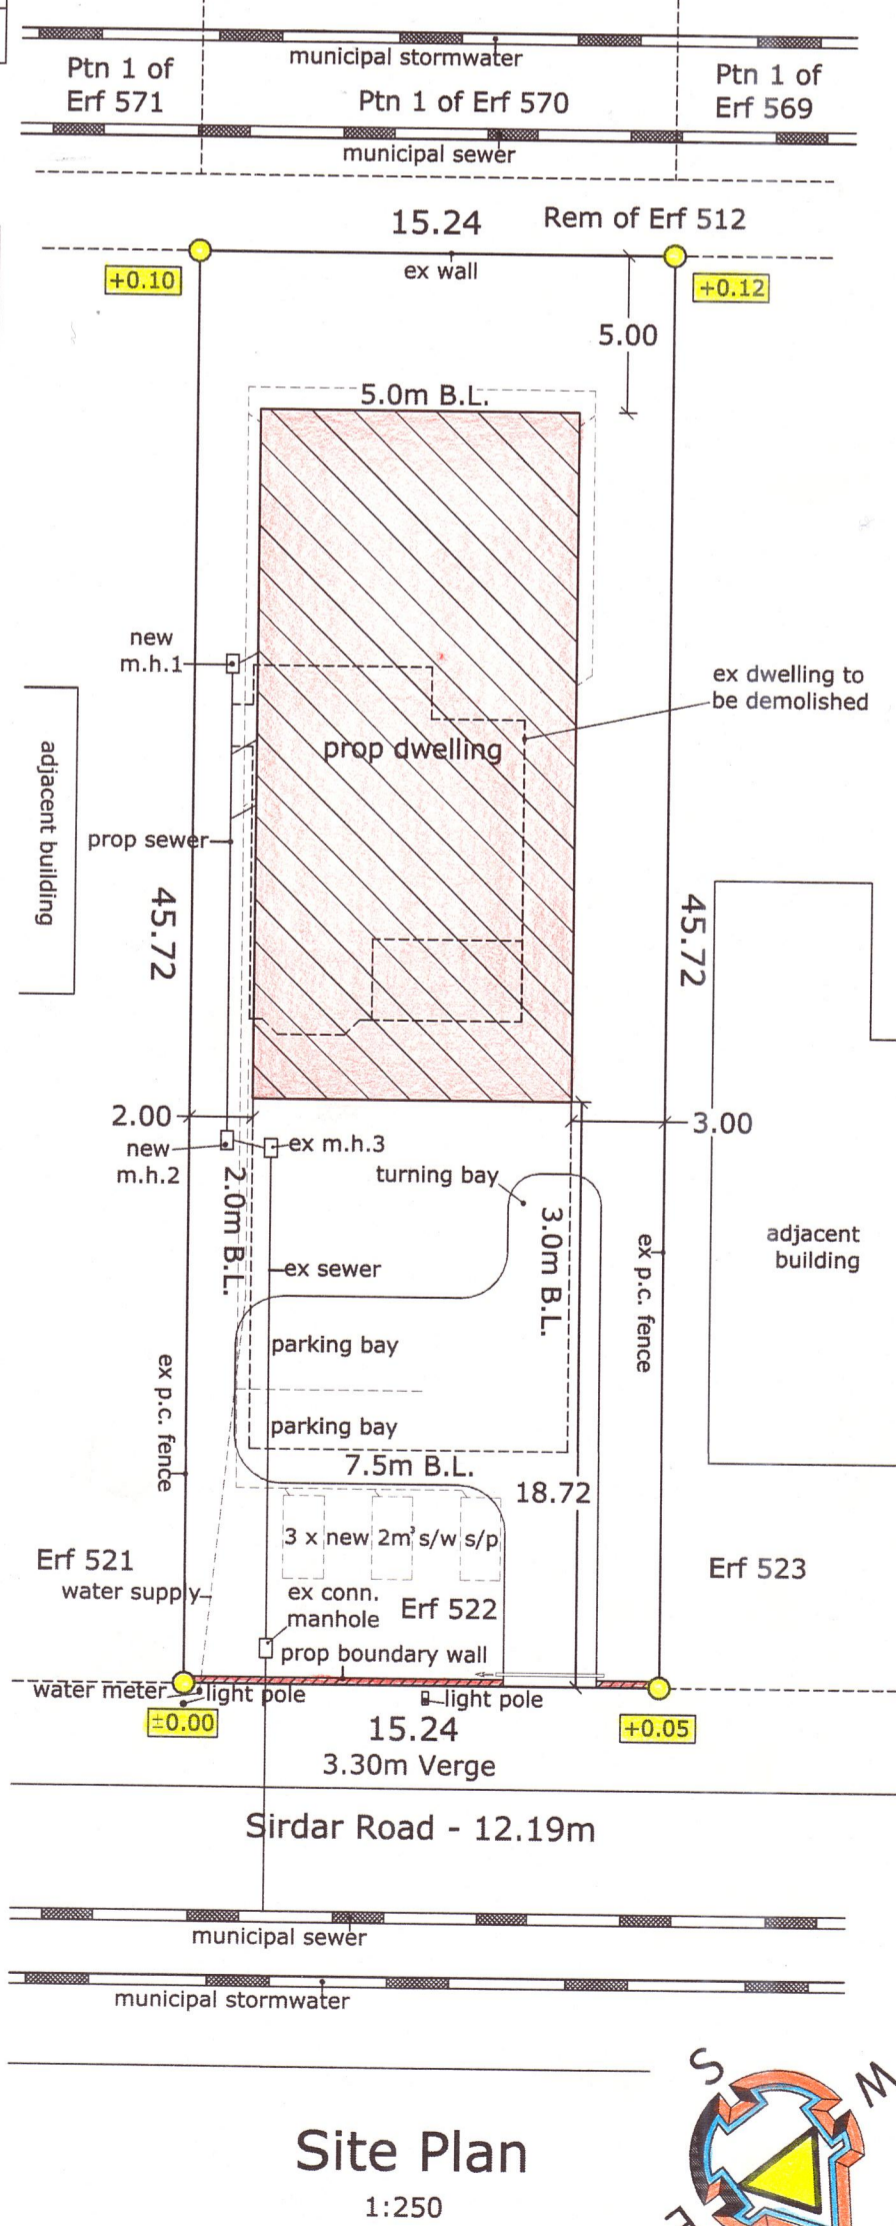 municipal stormwater
Ptn 1 of
Erf 571
Ptn 1 of Erf 570
Ptn 1 of
Erf 569
municipal sewer
15.24
Rem of Erf 512
+0.10
ex wall
+0.12
5.00
5.0m B.L.
new
m.h.1
ex dwelling to
be demolished
adjacent building
prop dwelling
prop sewer
45.72
45.72
2.00
3.00
new
m.h.2
ex m.h.3
turning bay
2.0m B.L.
3.0m B.L.
adjacent
building
ex p.c. fence
ex sewer
parking bay
ex p.c. fence
parking bay
7.5m B.L.
18.72
3 x new 2m³ s/w s/p
Erf 521
Erf 523
water supply
ex conn.
manhole
Erf 522
prop boundary wall
water meter
light pole
light pole
±0.00
15.24
+0.05
3.30m Verge
Sirdar Road - 12.19m
municipal sewer
municipal stormwater
S
W
E
Site Plan
1:250